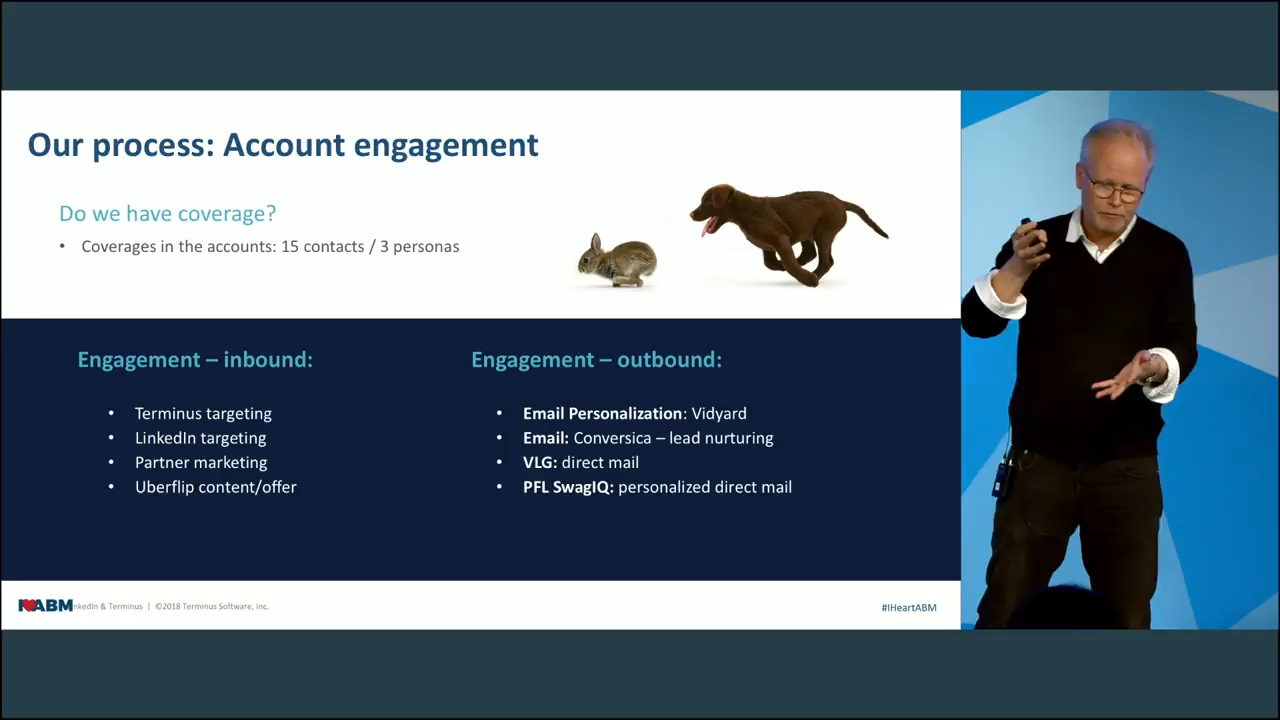 Our process: Account engagement
Do we have coverage?
• Coverages in the accounts: 15 contacts / 3 personas
Engagement – inbound:
• Terminus targeting
• LinkedIn targeting
• Partner marketing
• Uberflip content/offer
Engagement – outbound:
• Email Personalization: Vidyard
• Email: Conversica – lead nurturing
• VLG: direct mail
• PFL SwagIQ: personalized direct mail
I ABM nkedIn & Terminus | ©2018 Terminus Software, Inc.
#IHeartABM